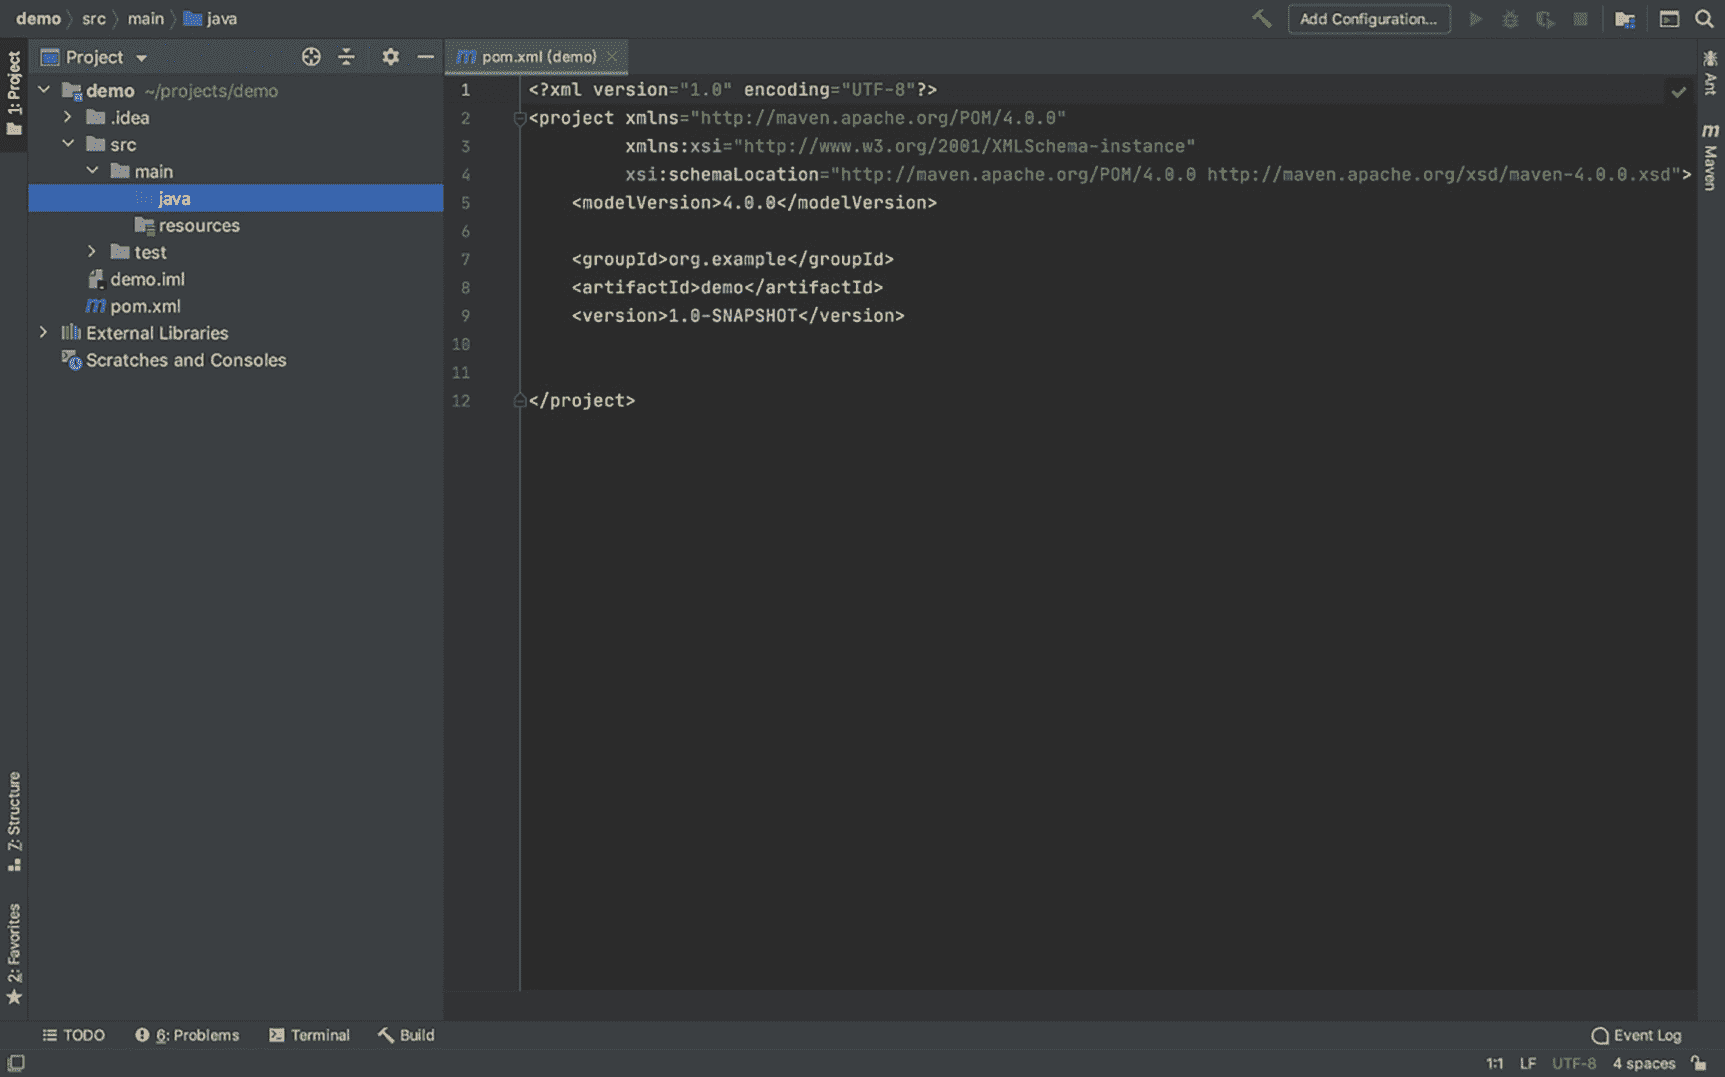 demo src main java
Add Configuration...
1: Project
Project
pom.xml (demo)
demo ~/projects/demo
.idea
src
main
java
resources
test
demo.iml
pom.xml
External Libraries
Scratches and Consoles
1 <?xml version="1.0" encoding="UTF-8"?>
2 <project xmlns="http://maven.apache.org/POM/4.0.0"
3 xmlns:xsi="http://www.w3.org/2001/XMLSchema-instance"
4 xsi:schemaLocation="http://maven.apache.org/POM/4.0.0 http://maven.apache.org/xsd/maven-4.0.0.xsd">
5 <modelVersion>4.0.0</modelVersion>
6
7 <groupId>org.example</groupId>
8 <artifactId>demo</artifactId>
9 <version>1.0-SNAPSHOT</version>
10
11
12 </project>
Ant
m Maven
7: Structure
2: Favorites
TODO 6: Problems Terminal Build Event Log
1:1 LF UTF-8 4 spaces